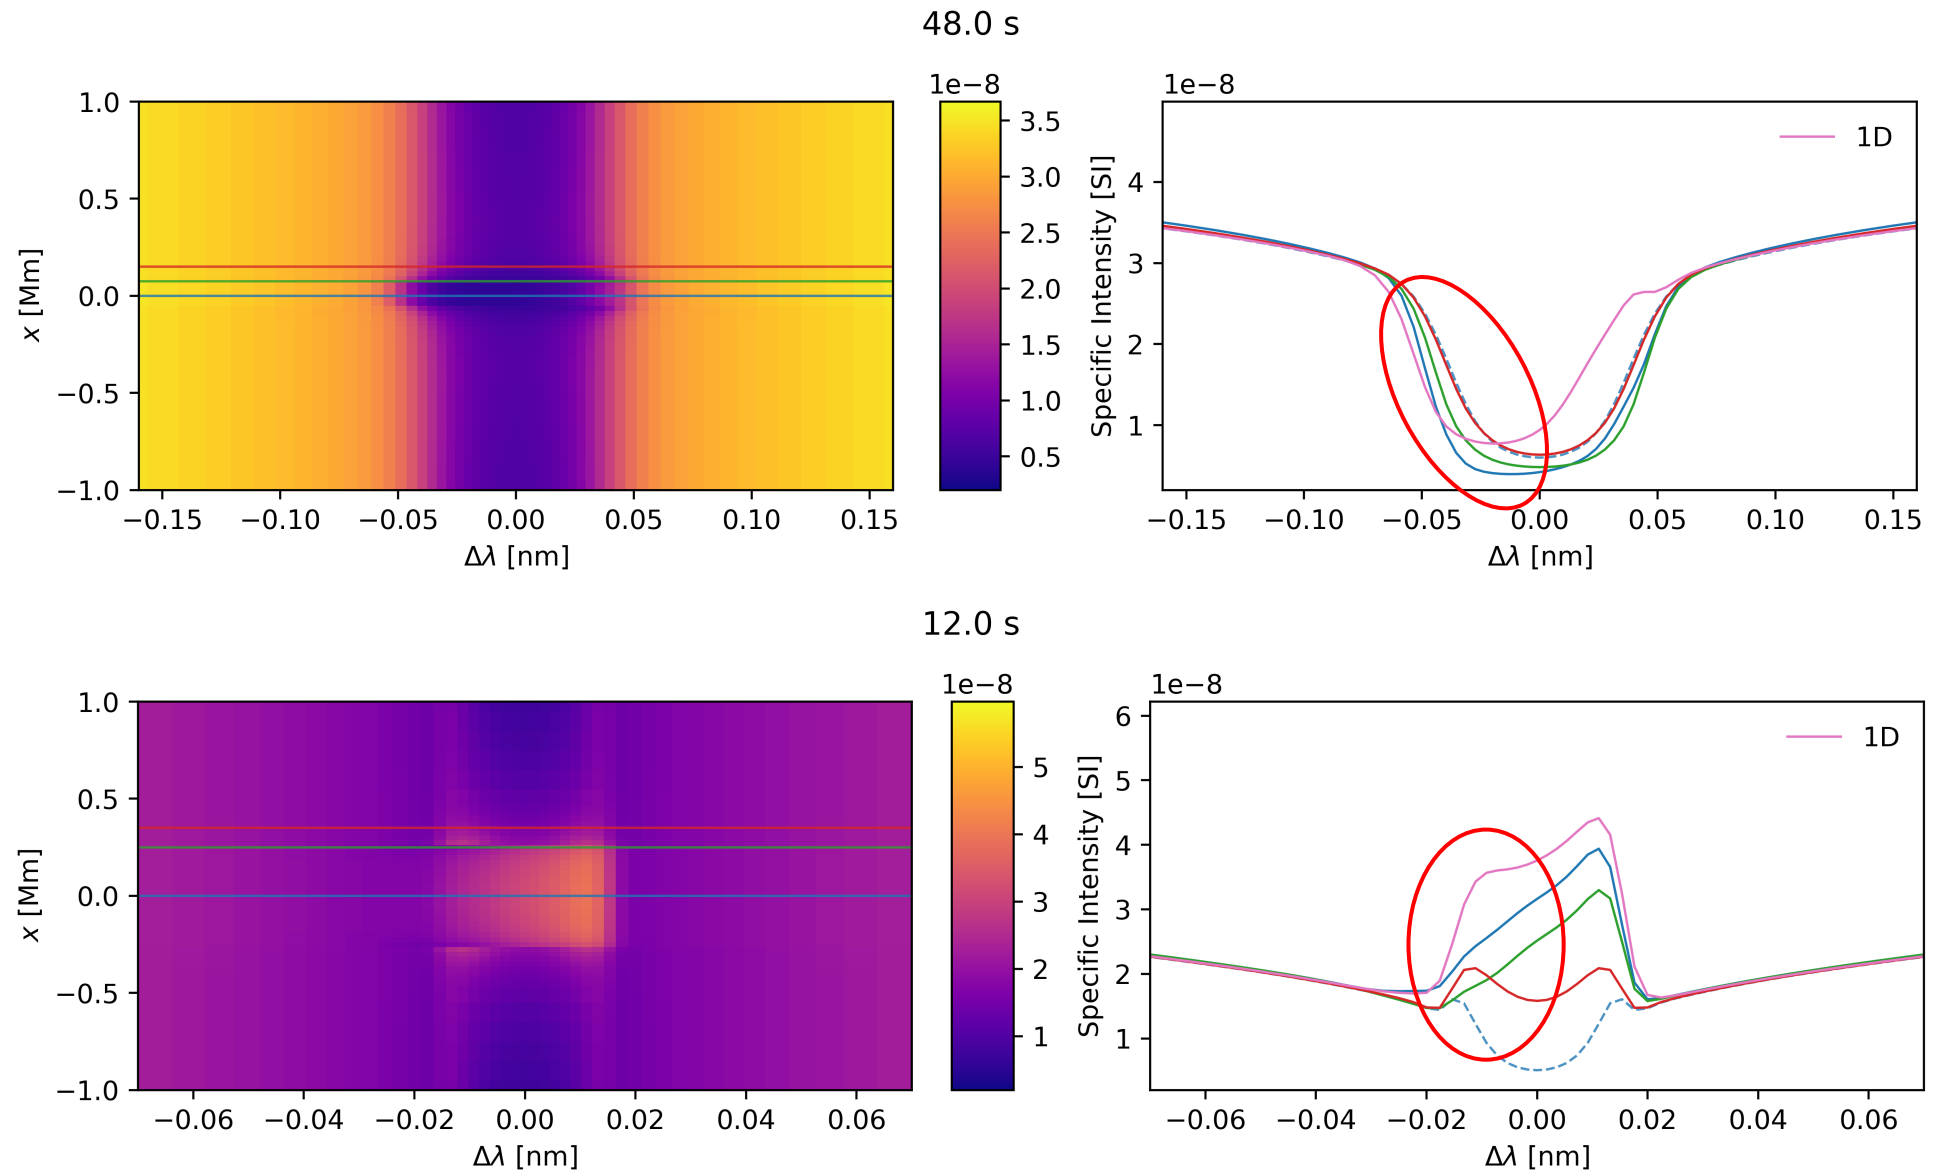 48.0 s
1e−8
1e−8
1.0
0.5
0.0
−0.5
−1.0
x [Mm]
−0.15 −0.10 −0.05 0.00 0.05 0.10 0.15
Δλ [nm]
3.5
3.0
2.5
2.0
1.5
1.0
0.5
1D
Specific Intensity [SI]
4
3
2
1
−0.15 −0.10 −0.05 0.00 0.05 0.10 0.15
Δλ [nm]
12.0 s
1e−8
1e−8
1.0
0.5
0.0
−0.5
−1.0
x [Mm]
−0.06 −0.04 −0.02 0.00 0.02 0.04 0.06
Δλ [nm]
5
4
3
2
1
1D
Specific Intensity [SI]
6
5
4
3
2
1
−0.06 −0.04 −0.02 0.00 0.02 0.04 0.06
Δλ [nm]